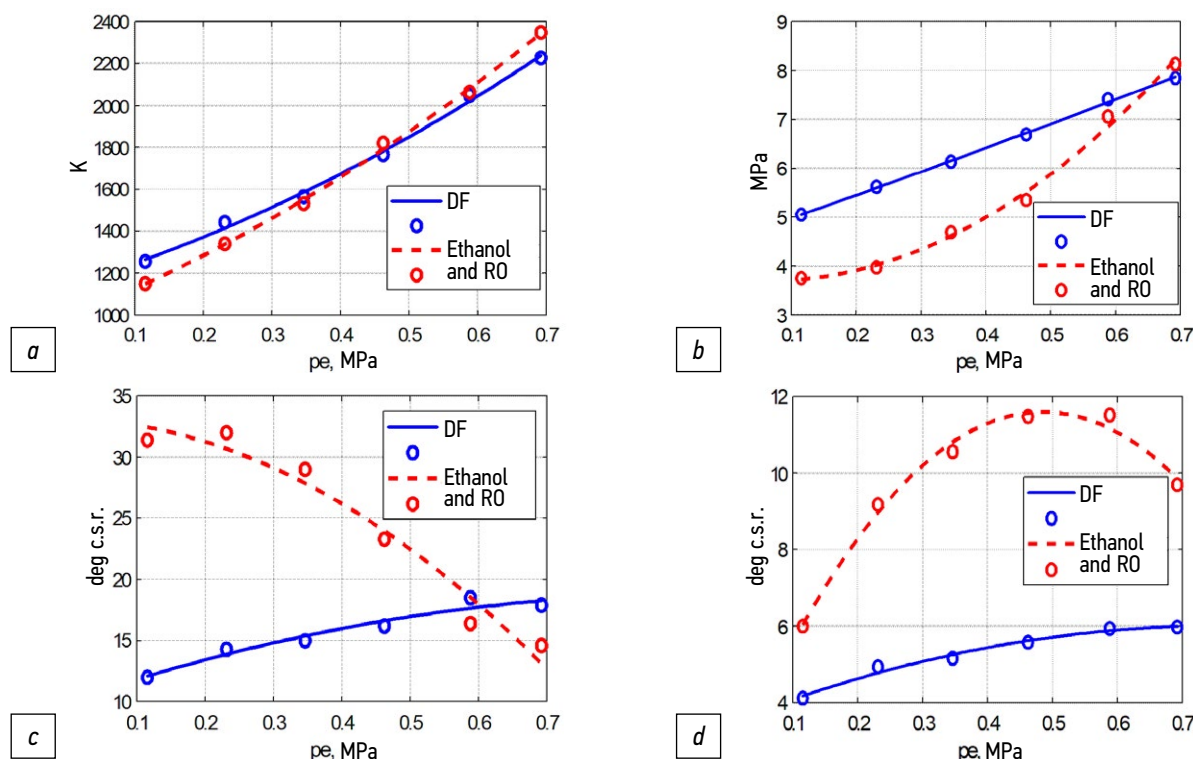 2400
2200
2000
1800
1600
1400
1200
1000
K
0.1 0.2 0.3 0.4 0.5 0.6 0.7
pe, MPa
DF
Ethanol
and RO
a
9
8
7
6
5
4
3
MPa
0.1 0.2 0.3 0.4 0.5 0.6 0.7
pe, MPa
DF
Ethanol
and RO
b
35
30
25
20
15
10
deg c.s.r.
0.1 0.2 0.3 0.4 0.5 0.6 0.7
pe, MPa
DF
Ethanol
and RO
c
12
10
8
6
4
deg c.s.r.
0.1 0.2 0.3 0.4 0.5 0.6 0.7
pe, MPa
DF
Ethanol
and RO
d